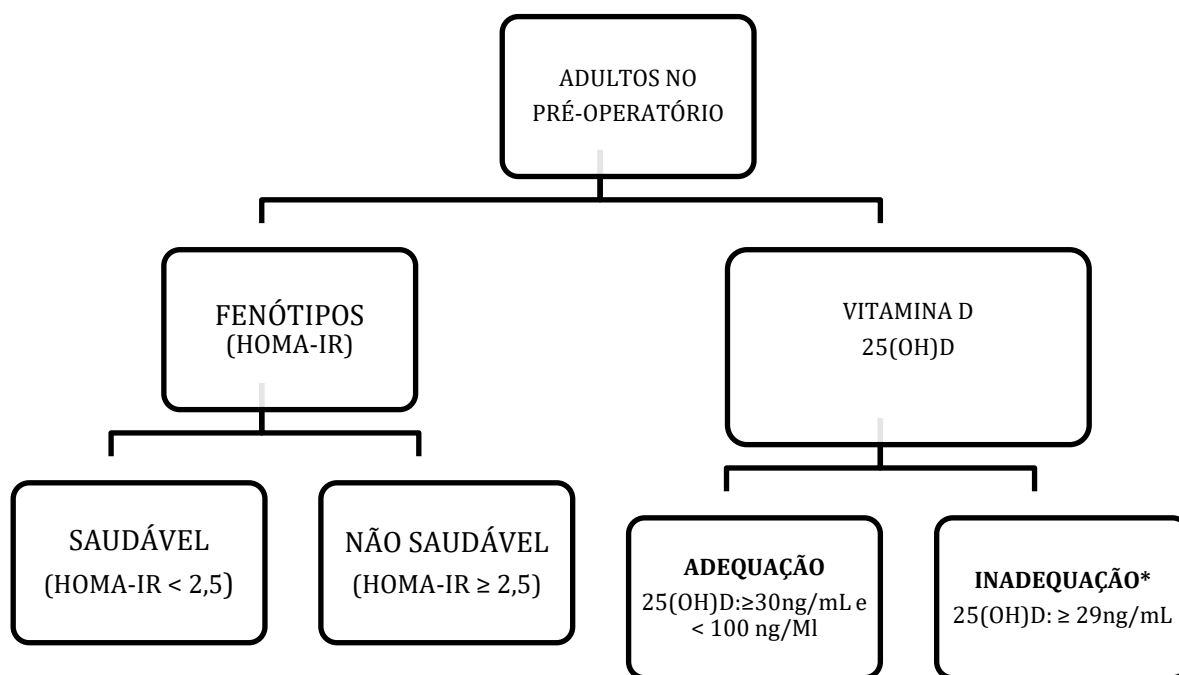 ADULTOS NO
PRÉ-OPERATÓRIO
FENÓTIPOS
(HOMA-IR)
VITAMINA D
25(OH)D
SAUDÁVEL
(HOMA-IR < 2,5)
NÃO SAUDÁVEL
(HOMA-IR ≥ 2,5)
ADEQUAÇÃO
25(OH)D:≥30ng/mL e
< 100 ng/Ml
INADEQUAÇÃO*
25(OH)D: ≥ 29ng/mL